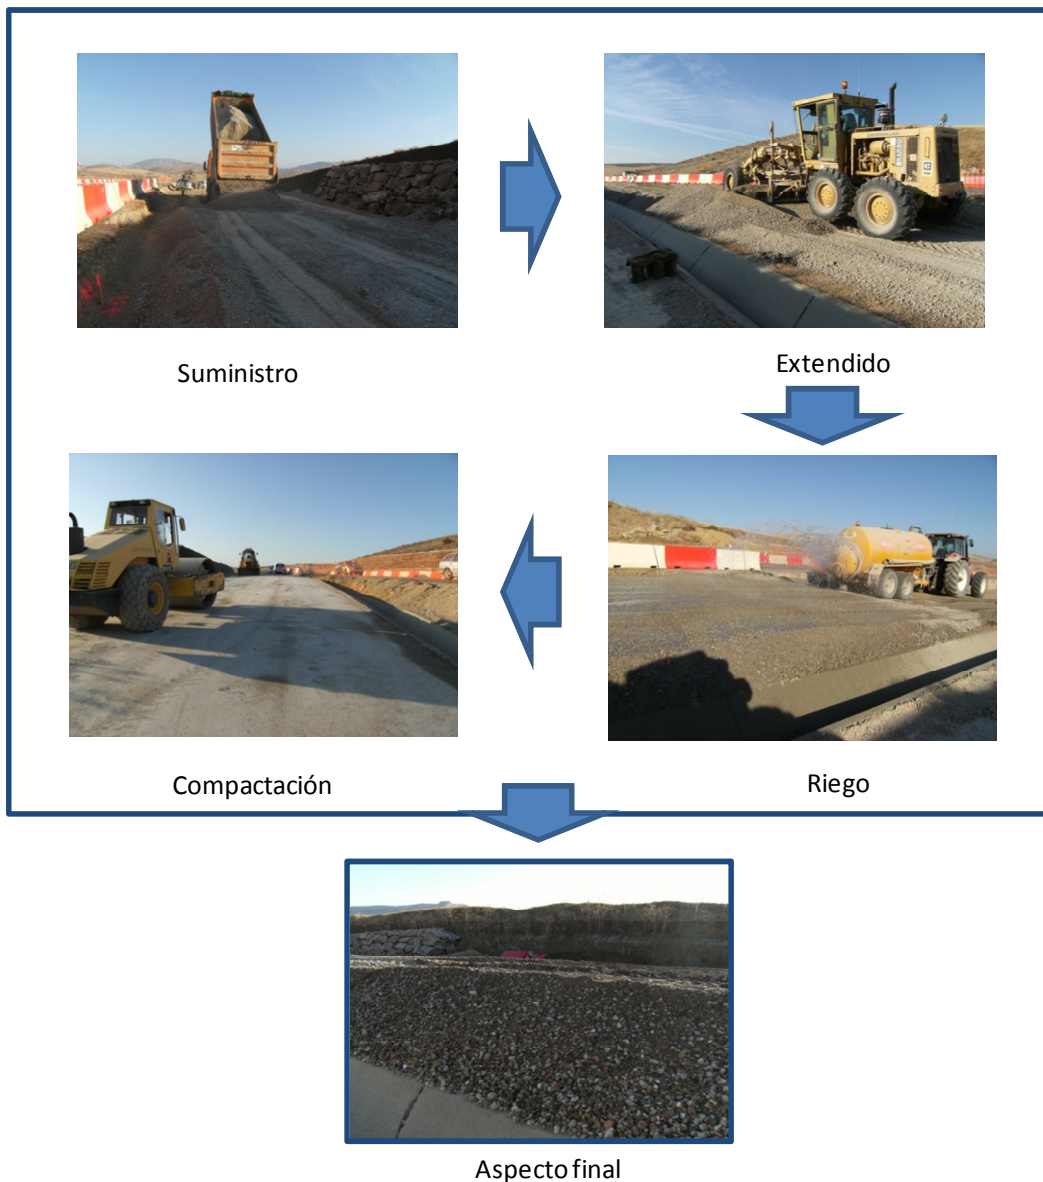 Suministro
Extendido
Compactación
Riego
Aspecto final